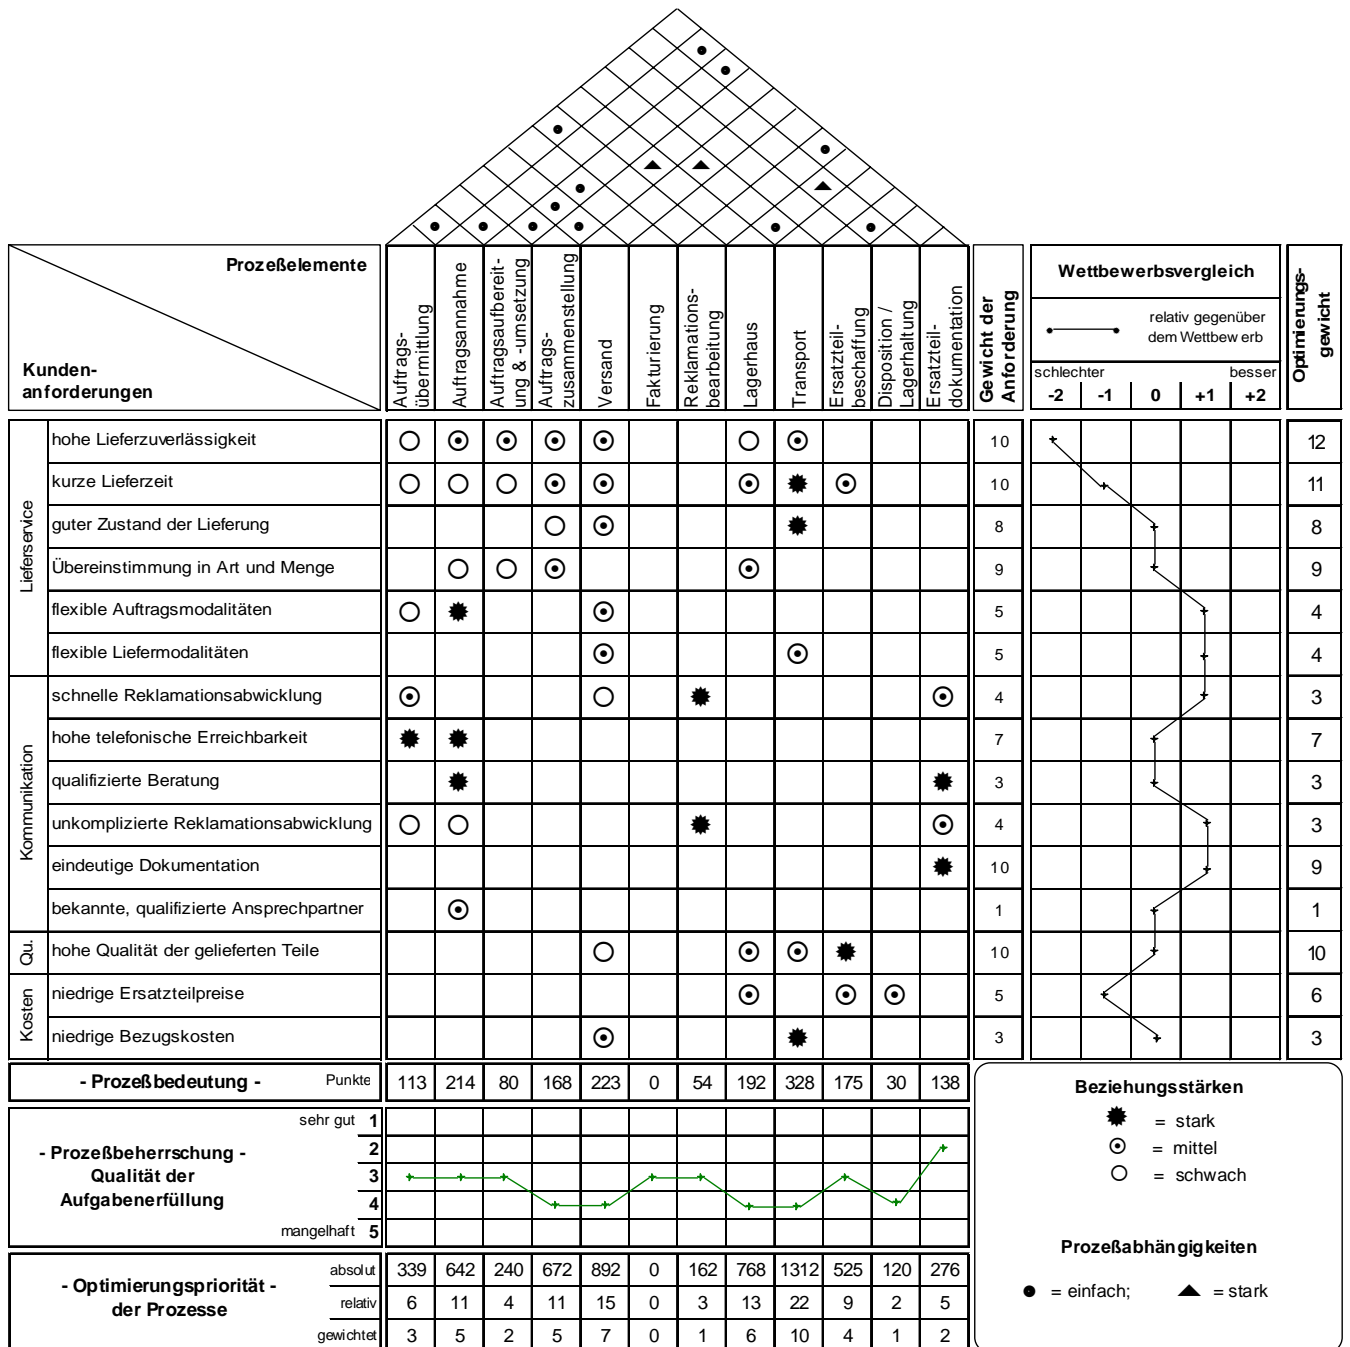 Prozeßelemente
Kunden-
anforderungen
Auftrags-
übermittlung
Auftragsannahme
Auftragsaufbereit-
ung & -umsetzung
Auftrags-
zusammenstellung
Versand
Fakturierung
Reklamations-
bearbeitung
Lagerhaus
Transport
Ersatzteil-
beschaffung
Disposition /
Lagerhaltung
Ersatzteil-
dokumentation
Gewicht der
Anforderung
Wettbewerbsvergleich
relativ gegenüber
dem Wettbew erb
schlechter besser
-2 -1 0 +1 +2
Optimierungs-
gewicht
Lieferservice
hohe Lieferzuverlässigkeit 10 12
kurze Lieferzeit 10 11
guter Zustand der Lieferung 8 8
Übereinstimmung in Art und Menge 9 9
flexible Auftragsmodalitäten 5 4
flexible Liefermodalitäten 5 4
Kommunikation
schnelle Reklamationsabwicklung 4 3
hohe telefonische Erreichbarkeit 7 7
qualifizierte Beratung 3 3
unkomplizierte Reklamationsabwicklung 4 3
eindeutige Dokumentation 10 9
bekannte, qualifizierte Ansprechpartner 1 1
Qu.
hohe Qualität der gelieferten Teile 10 10
Kosten
niedrige Ersatzteilpreise 5 6
niedrige Bezugskosten 3 3
- Prozeßbedeutung - Punkte 113 214 80 168 223 0 54 192 328 175 30 138
sehr gut 1
2
3
4
mangelhaft 5
- Prozeßbeherrschung -
Qualität der
Aufgabenerfüllung
- Optimierungspriorität -
der Prozesse
absolut 339 642 240 672 892 0 162 768 1312 525 120 276
relativ 6 11 4 11 15 0 3 13 22 9 2 5
gewichtet 3 5 2 5 7 0 1 6 10 4 1 2
Beziehungsstärken
= stark
= mittel
= schwach
Prozeßabhängigkeiten
= einfach; = stark